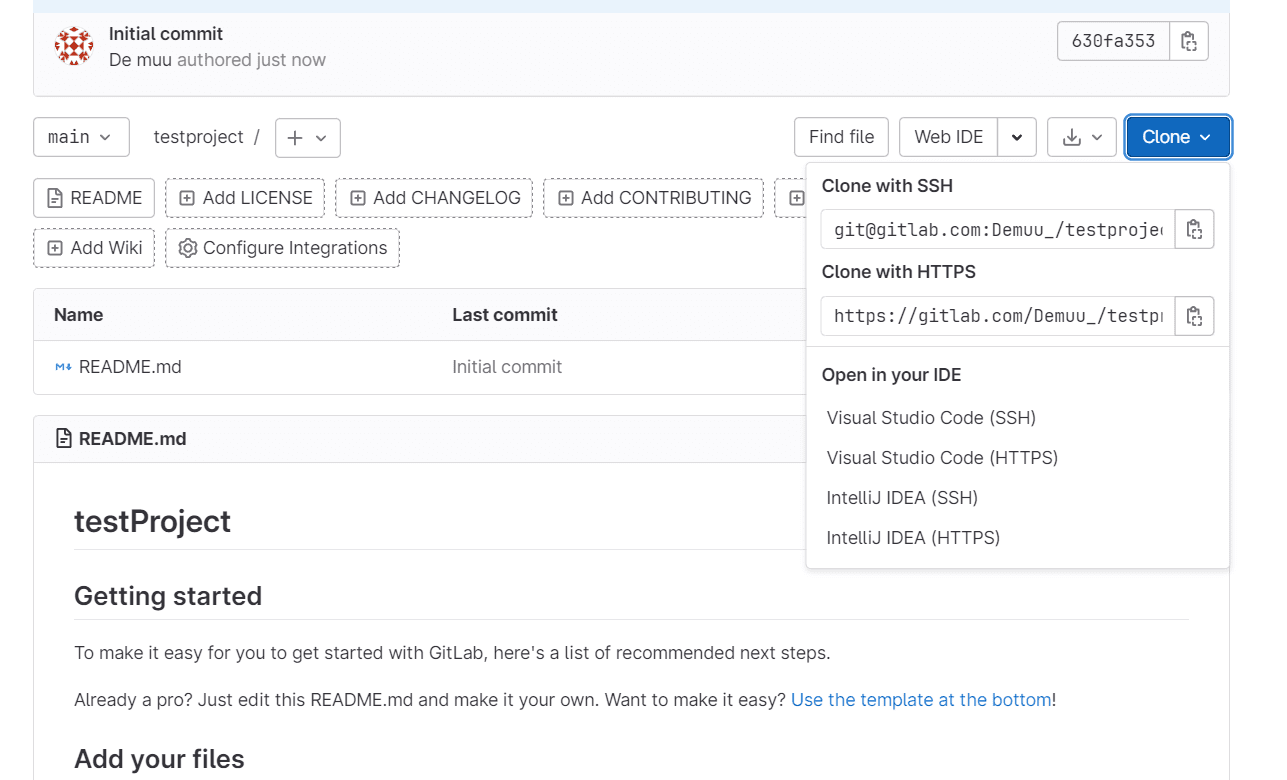 Initial commit
De muu authored just now
630fa353
main
testproject /
Find file
Web IDE
Clone
README
Add LICENSE
Add CHANGELOG
Add CONTRIBUTING
Add Wiki
Configure Integrations
Clone with SSH
git@gitlab.com:Demuu_/testproje
Clone with HTTPS
https://gitlab.com/Demuu_/testp
Open in your IDE
Visual Studio Code (SSH)
Visual Studio Code (HTTPS)
IntelliJ IDEA (SSH)
IntelliJ IDEA (HTTPS)
Name
Last commit
README.md
Initial commit
README.md
testProject
Getting started
To make it easy for you to get started with GitLab, here's a list of recommended next steps.
Already a pro? Just edit this README.md and make it your own. Want to make it easy? Use the template at the bottom!
Add your files